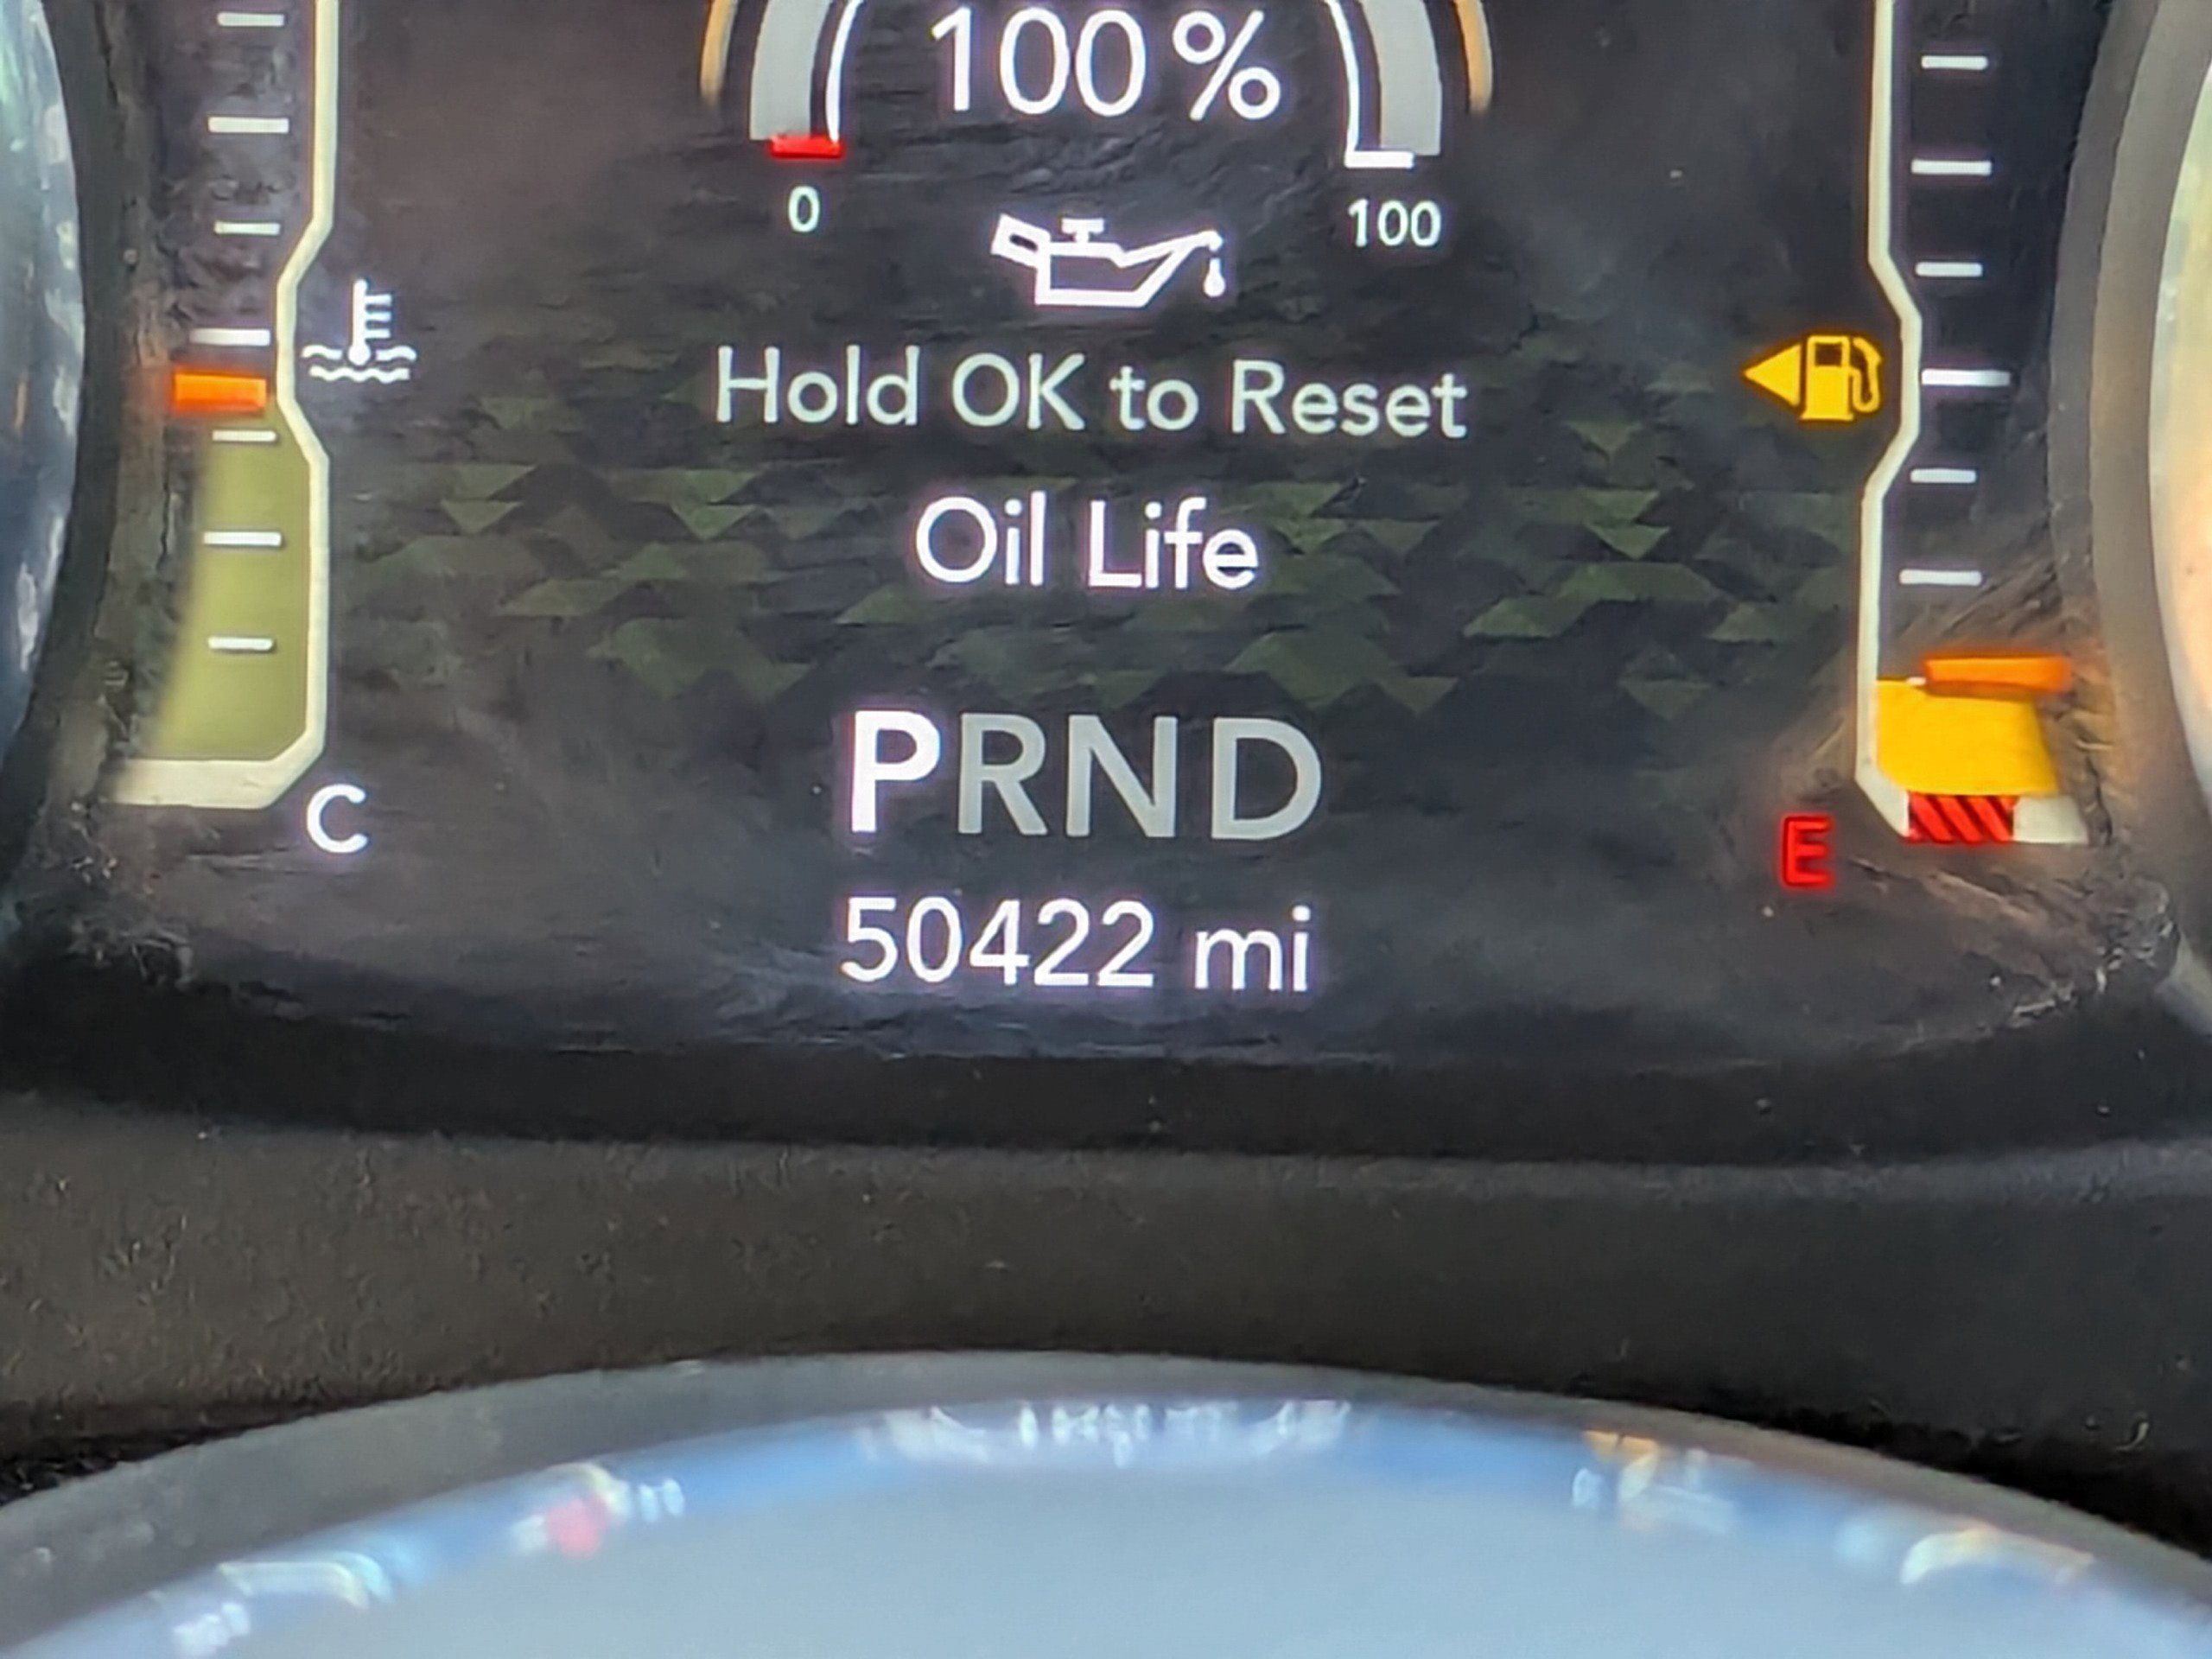 100 %
0
100
Hold OK to Reset
Oil Life
PRND
C
E
50422 mi